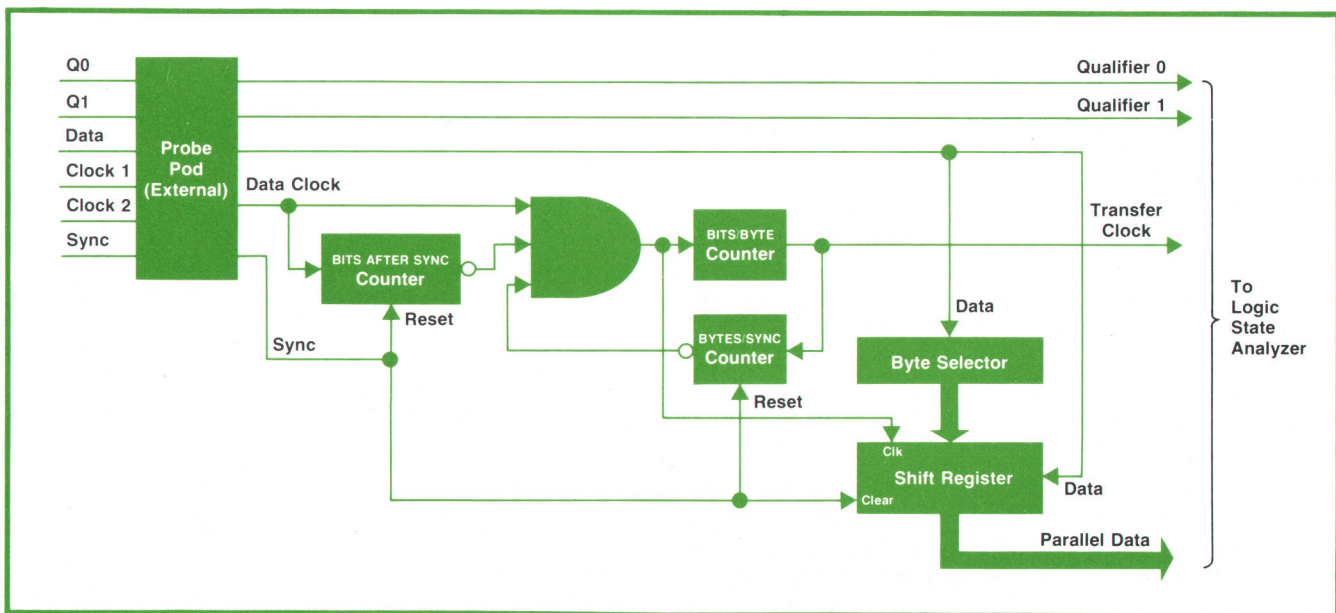 Q0
Q1
Data
Clock 1
Clock 2
Sync
Probe
Pod
(External)
Data Clock
Sync
BITS AFTER SYNC
Counter
Reset
BITS/BYTE
Counter
BYTES/SYNC
Counter
Reset
Qualifier 0
Qualifier 1
Transfer
Clock
Data
Byte Selector
Clk
Shift Register
Clear
Data
Parallel Data
To
Logic
State
Analyzer